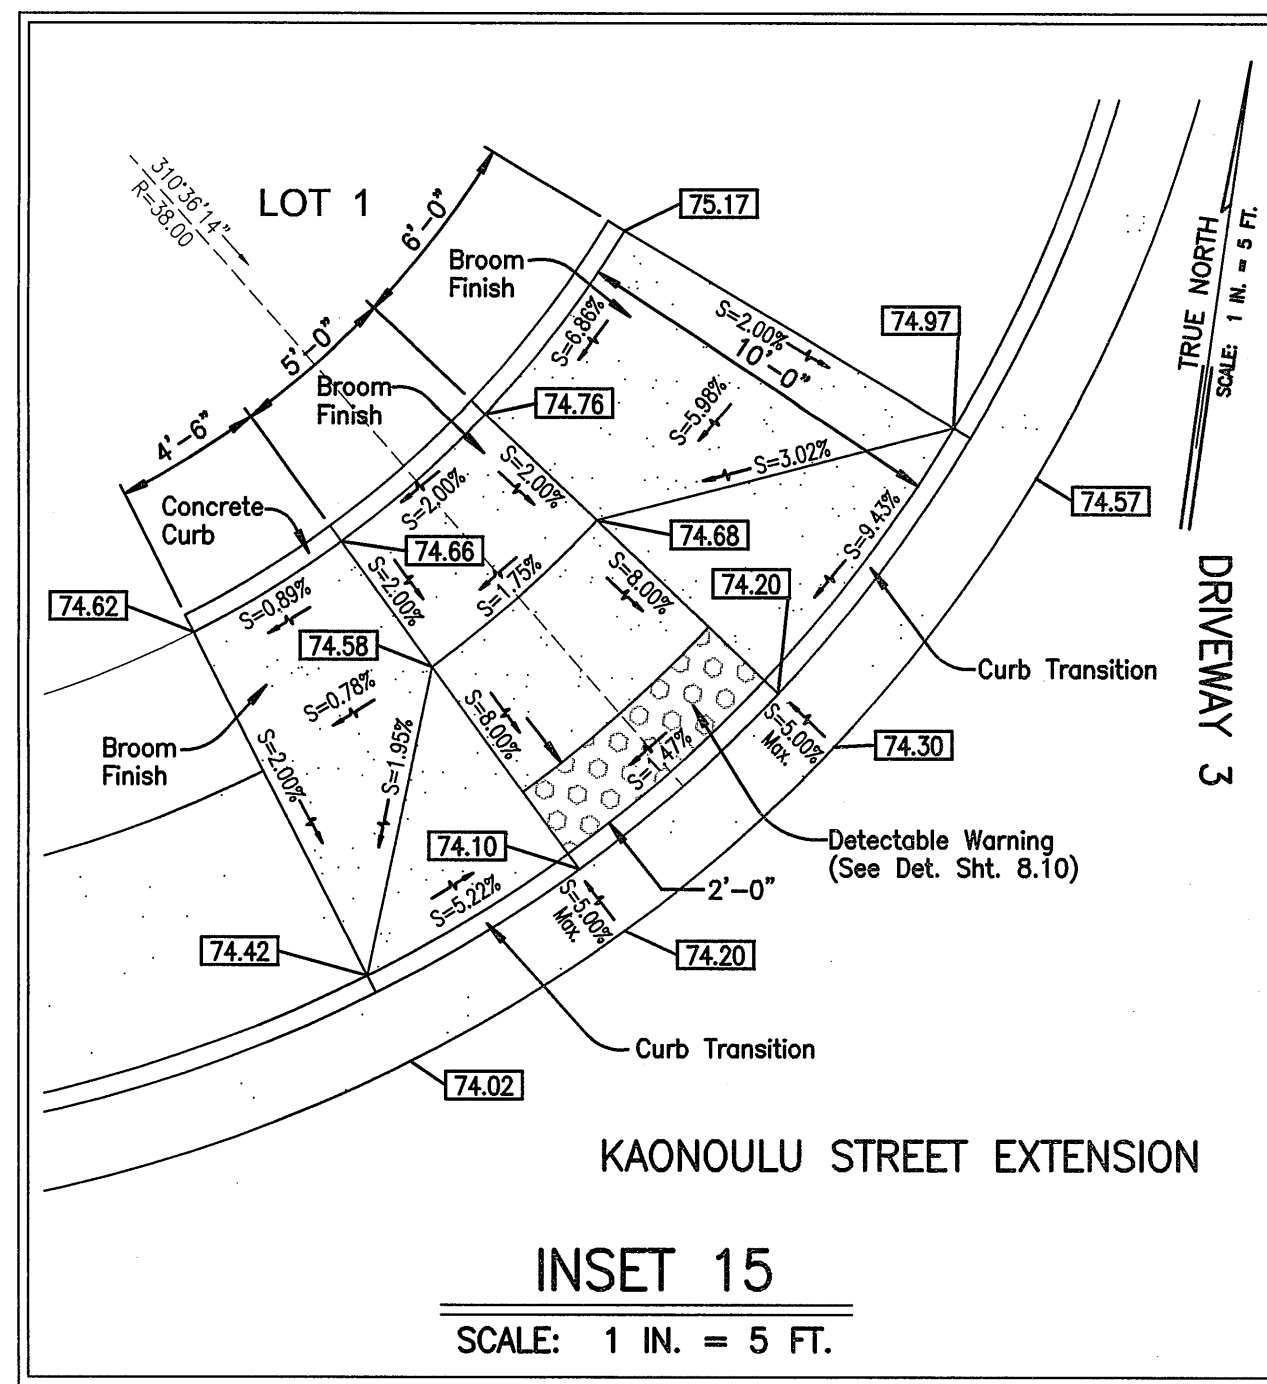 310°36'14"
R=38.00
LOT 1
6'-0"
5'-0"
4'-6"
75.17
Broom
Finish
S=6.86%
S=2.00%
10'-0"
74.97
TRUE NORTH
SCALE: 1 IN. = 5 FT.
Broom
Finish
74.76
S=5.98%
S=3.02%
S=2.00%
S=2.00%
74.57
Concrete
Curb
74.66
74.68
S=9.43%
S=2.00%
S=1.75%
S=8.00%
74.20
74.62
S=0.89%
74.58
DRIVEWAY 3
Curb Transition
S=0.78%
S=8.00%
S=1.95%
Broom
Finish
S=2.00%
S=1.47%
S=5.00%
Max.
74.30
74.10
Detectable Warning
(See Det. Sht. 8.10)
2'-0"
S=5.22%
S=5.00%
Max.
74.42
74.20
Curb Transition
74.02
KAONOULU STREET EXTENSION
INSET 15
SCALE: 1 IN. = 5 FT.